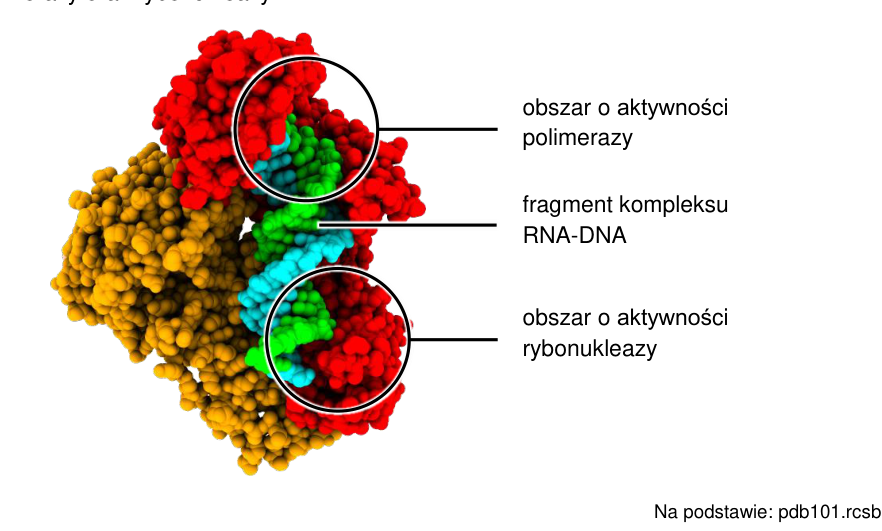 obszar o aktywności
polimerazy
fragment kompleksu
RNA-DNA
obszar o aktywności
rybonukleazy
Na podstawie: pdb101.rcsb